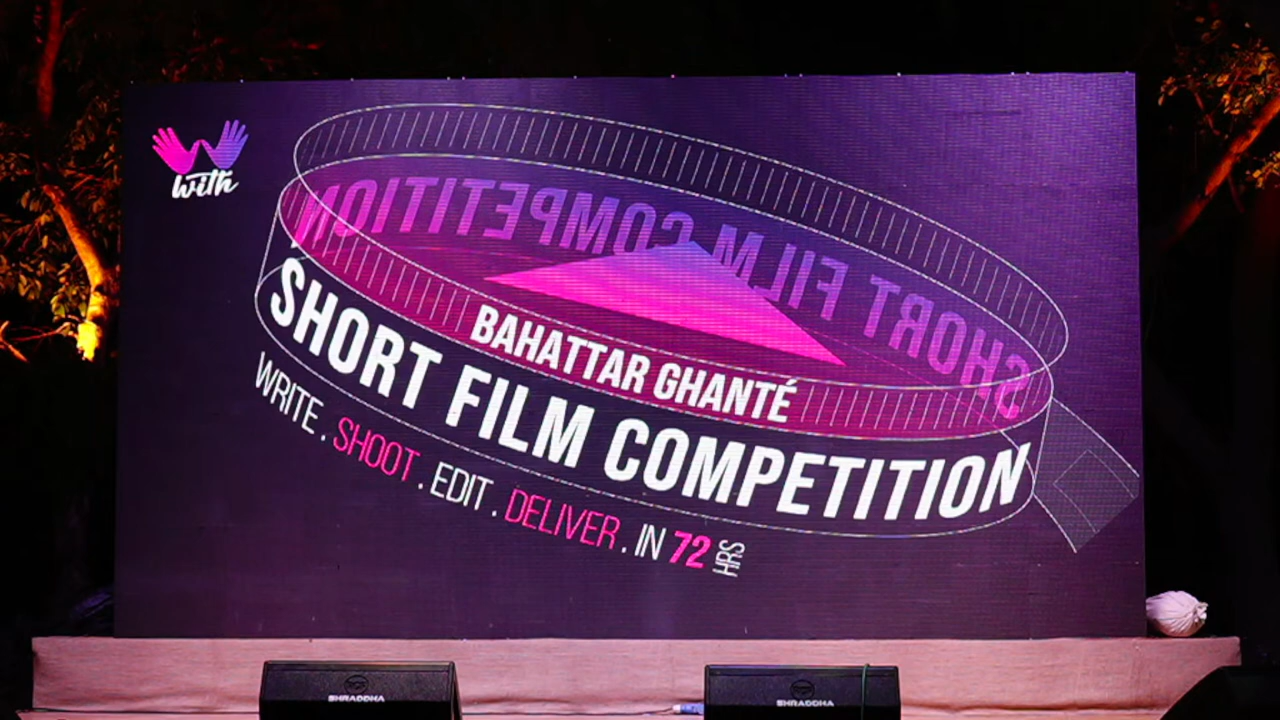 with
SHORT FILM COMPETITION
BAHATTAR GHANTÉ
SHORT FILM COMPETITION
WRITE . SHOOT . EDIT . DELIVER . IN 72 HRS
SHRADDHA
SHRADDHA